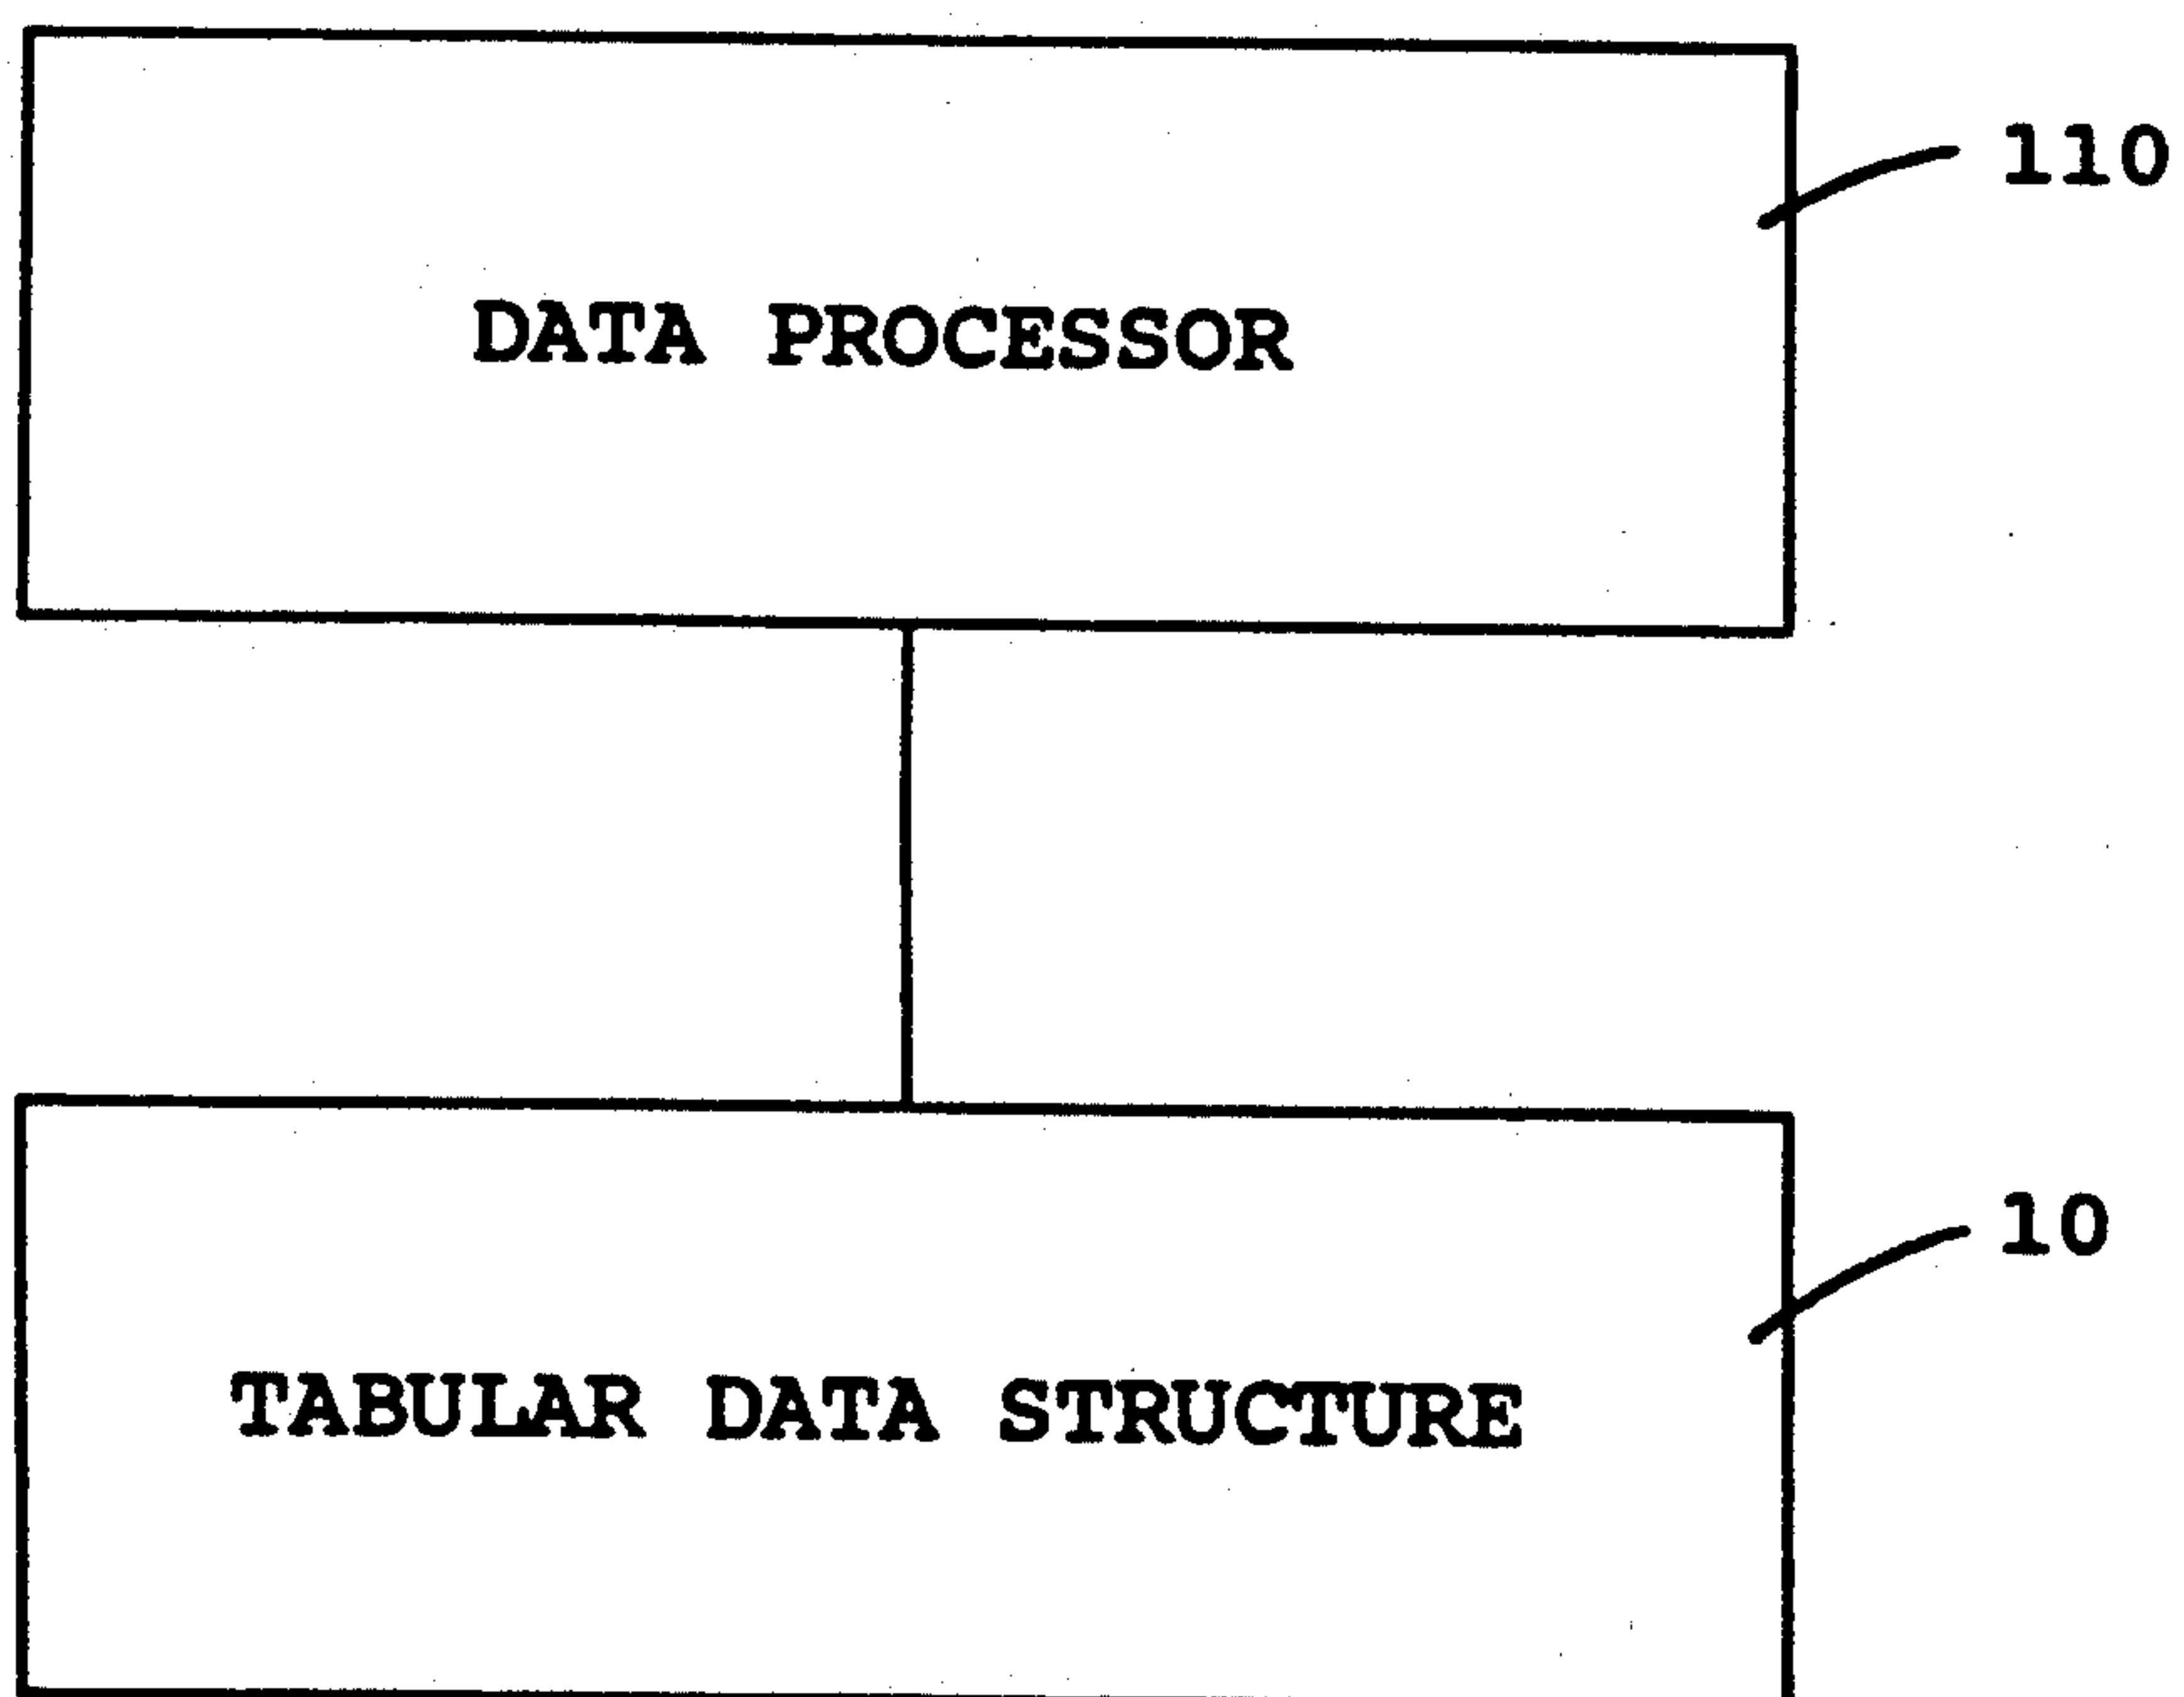 110
DATA PROCESSOR
10
TABULAR DATA STRUCTURE